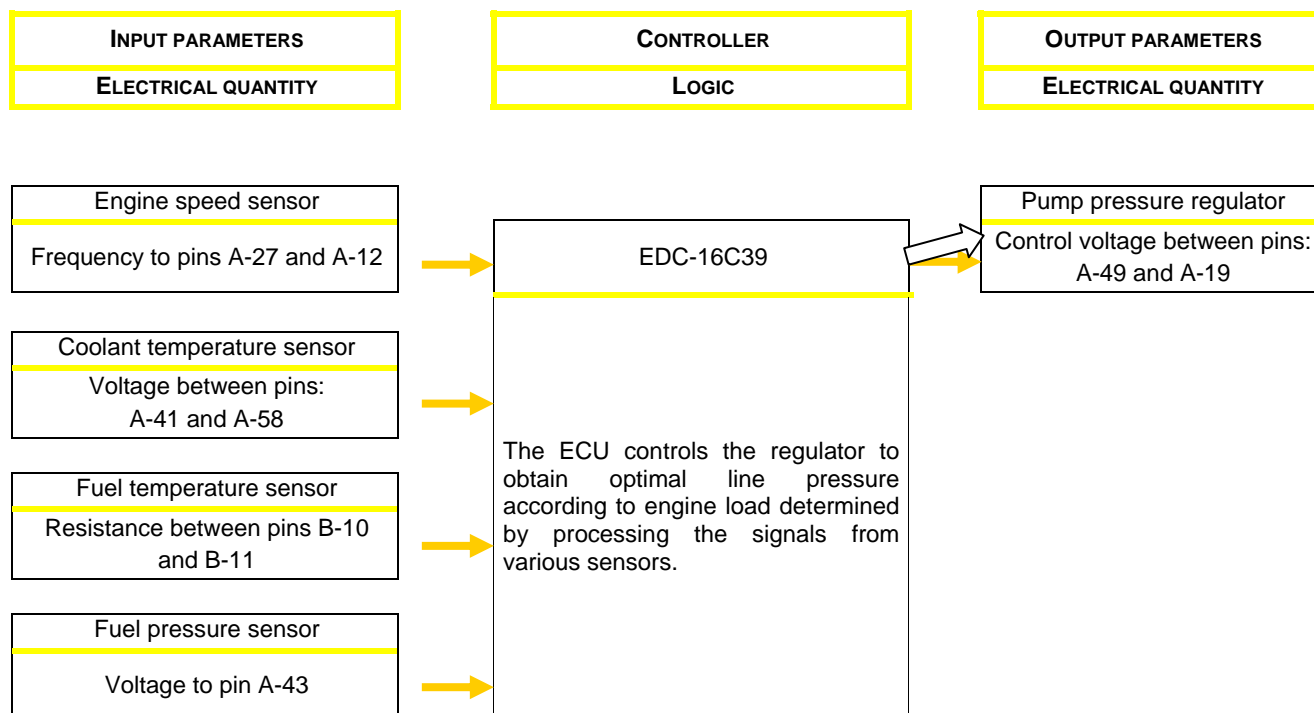 INPUT PARAMETERS
ELECTRICAL QUANTITY
CONTROLLER
LOGIC
OUTPUT PARAMETERS
ELECTRICAL QUANTITY
Engine speed sensor
Frequency to pins A-27 and A-12
Coolant temperature sensor
Voltage between pins:
A-41 and A-58
Fuel temperature sensor
Resistance between pins B-10
and B-11
Fuel pressure sensor
Voltage to pin A-43
EDC-16C39
The ECU controls the regulator to
obtain optimal line pressure
according to engine load determined
by processing the signals from
various sensors.
Pump pressure regulator
Control voltage between pins:
A-49 and A-19